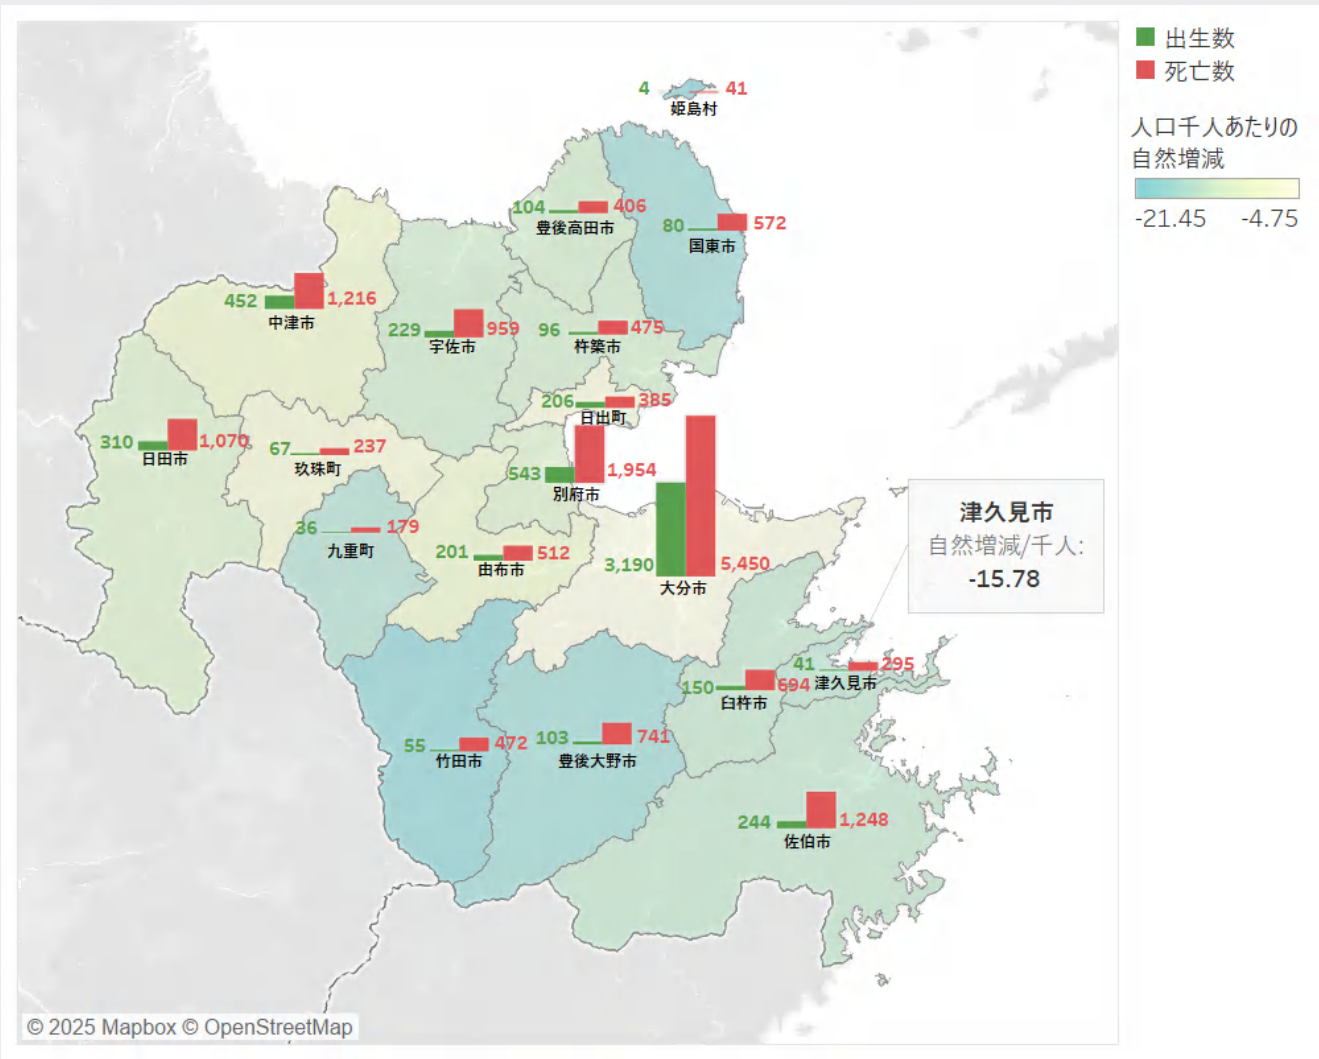 出生数
死亡数
人口千人あたりの
自然増減
-21.45 -4.75
4 41
姫島村
104 406
豊後高田市
80 572
国東市
452 1,216
中津市
229 959
宇佐市
96 475
杵築市
206 385
日出町
310 1,070
日田市
67 237
玖珠町
543 1,954
別府市
36 179
九重町
201 512
由布市
3,190 5,450
大分市
津久見市
自然増減/千人:
-15.78
41 295
津久見市
150 694
臼杵市
55 472
竹田市
103 741
豊後大野市
244 1,248
佐伯市
© 2025 Mapbox © OpenStreetMap